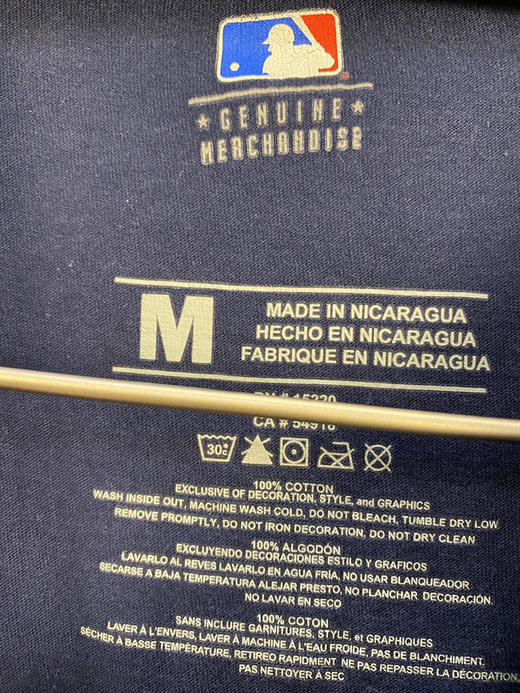 ★ GENUINE ★
MERCHANDISE
M
MADE IN NICARAGUA
HECHO EN NICARAGUA
FABRIQUE EN NICARAGUA
CA # 54918
30°
100% COTTON
EXCLUSIVE OF DECORATION, STYLE, and GRAPHICS
WASH INSIDE OUT, MACHINE WASH COLD, DO NOT BLEACH, TUMBLE DRY LOW
REMOVE PROMPTLY, DO NOT IRON DECORATION, DO NOT DRY CLEAN
100% ALGODÓN
EXCLUYENDO DECORACIONES ESTILO Y GRAFICOS
LAVARLO AL REVES LAVARLO EN AGUA FRÍA, NO USAR BLANQUEADOR
SECARSE A BAJA TEMPERATURA ALEJAR PRESTO, NO PLANCHAR DECORACIÓN.
NO LAVAR EN SECO
100% COTON
SANS INCLURE GARNITURES, STYLE, et GRAPHIQUES
LAVER À L'ENVERS, LAVER À MACHINE À L'EAU FROIDE, PAS DE BLANCHIMENT.
SÉCHER À BASSE TEMPÉRATURE, RETIREO RAPIDMENT NE PAS REPASSER LA DÉCORATION.
PAS NETTOYER À SEC